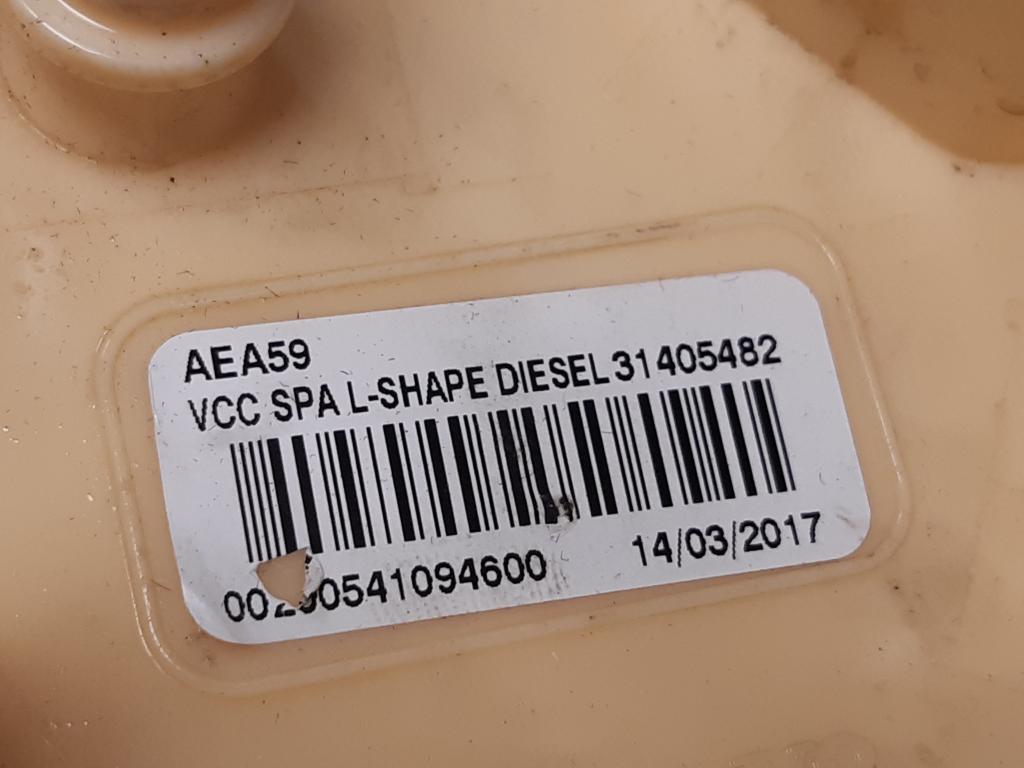 AEA59
VCC SPA L-SHAPE DIESEL 31405482
14/03/2017